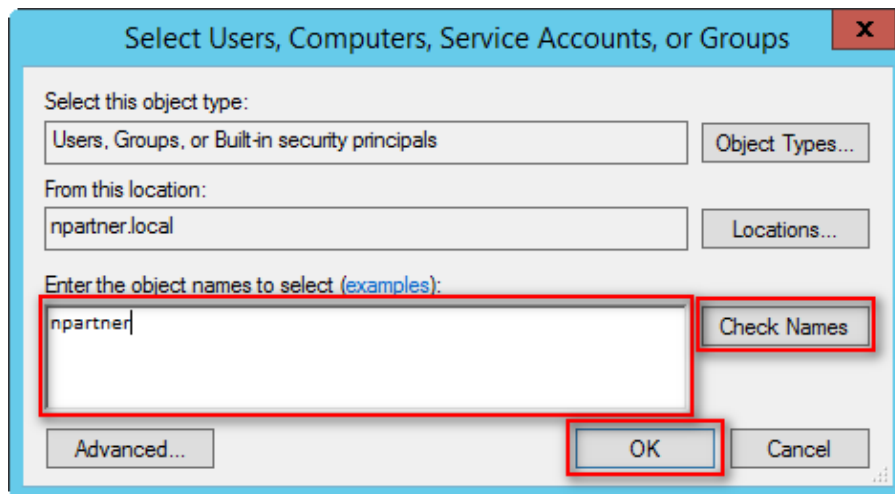 Select Users, Computers, Service Accounts, or Groups
x
Select this object type:
Users, Groups, or Built-in security principals
Object Types...
From this location:
npartner.local
Locations...
Enter the object names to select (examples):
npartner
Check Names
Advanced...
OK
Cancel